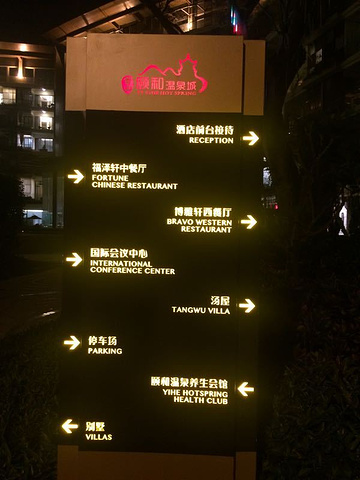 颐和温泉城
酒店前台接待
RECEPTION
福泽轩中餐厅
FORTUNE
CHINESE RESTAURANT
博雅轩西餐厅
BRAVO WESTERN
RESTAURANT
国际会议中心
INTERNATIONAL
CONFERENCE CENTER
汤屋
TANGWU VILLA
停车场
PARKING
颐和温泉养生会馆
YIHE HOTSPRING
HEALTH CLUB
别墅
VILLAS